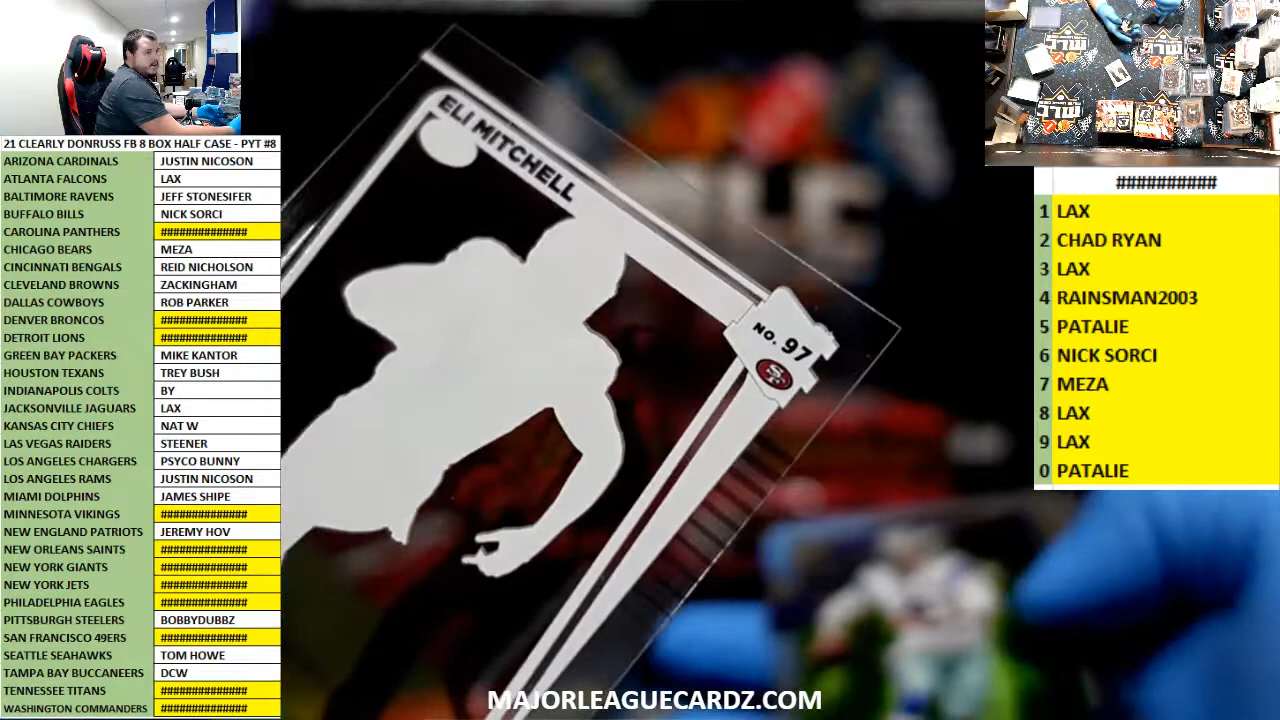 21 CLEARLY DONRUSS FB 8 BOX HALF CASE - PYT #8
ARIZONA CARDINALS JUSTIN NICOSON
ATLANTA FALCONS LAX
BALTIMORE RAVENS JEFF STONESIFER
BUFFALO BILLS NICK SORCI
CAROLINA PANTHERS ##############
CHICAGO BEARS MEZA
CINCINNATI BENGALS REID NICHOLSON
CLEVELAND BROWNS ZACKINGHAM
DALLAS COWBOYS ROB PARKER
DENVER BRONCOS ##############
DETROIT LIONS ##############
GREEN BAY PACKERS MIKE KANTOR
HOUSTON TEXANS TREY BUSH
INDIANAPOLIS COLTS BY
JACKSONVILLE JAGUARS LAX
KANSAS CITY CHIEFS NAT W
LAS VEGAS RAIDERS STEENER
LOS ANGELES CHARGERS PSYCO BUNNY
LOS ANGELES RAMS JUSTIN NICOSON
MIAMI DOLPHINS JAMES SHIPE
MINNESOTA VIKINGS ##############
NEW ENGLAND PATRIOTS JEREMY HOV
NEW ORLEANS SAINTS ##############
NEW YORK GIANTS ##############
NEW YORK JETS ##############
PHILADELPHIA EAGLES ##############
PITTSBURGH STEELERS BOBBYDUBBZ
SAN FRANCISCO 49ERS ##############
SEATTLE SEAHAWKS TOM HOWE
TAMPA BAY BUCCANEERS DCW
TENNESSEE TITANS ##############
WASHINGTON COMMANDERS ##############
ELI MITCHELL
No. 97
SF
##########
1 LAX
2 CHAD RYAN
3 LAX
4 RAINSMAN2003
5 PATALIE
6 NICK SORCI
7 MEZA
8 LAX
9 LAX
0 PATALIE
MAJORLEAGUECARDZ.COM